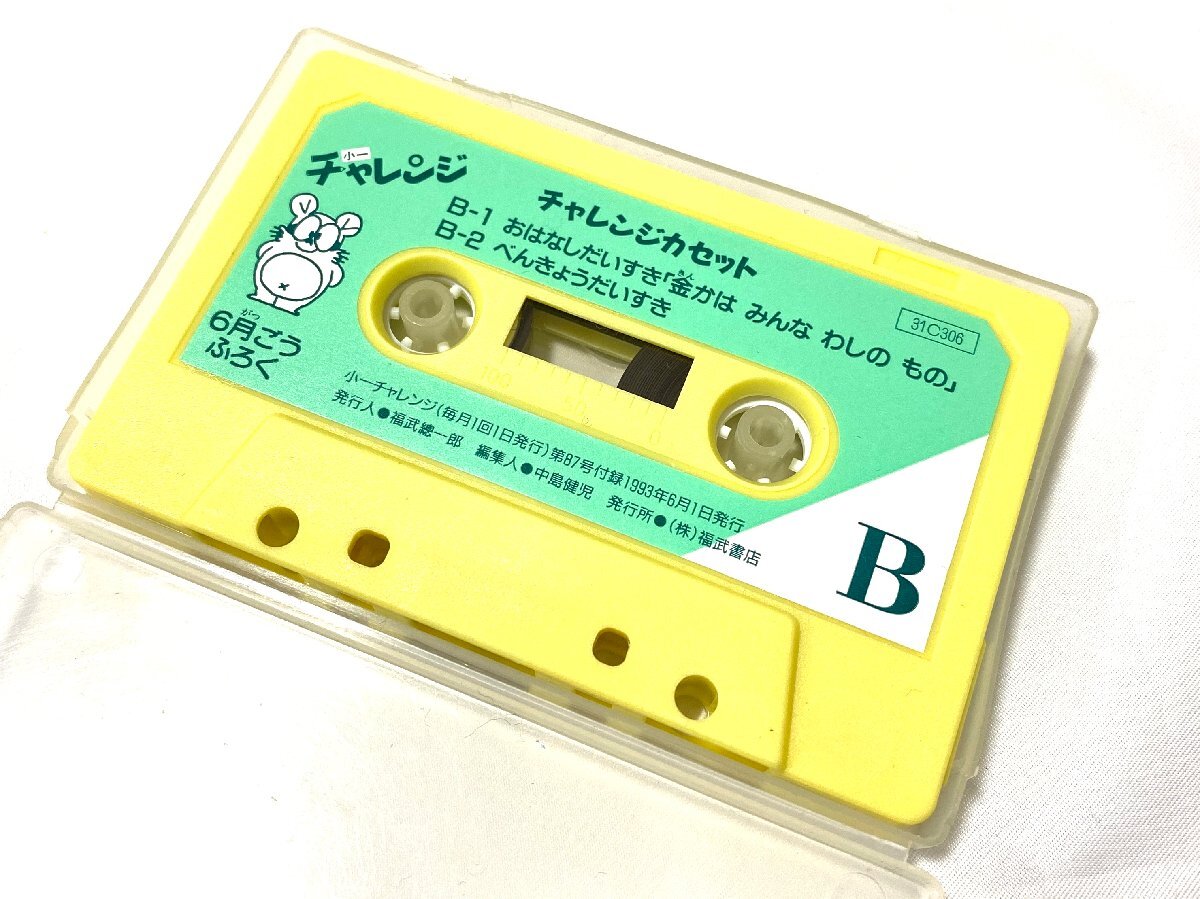 小一
チャレンジ
チャレンジカセット
B-1 おはなしだいすき「金かは みんな わしの もの」
きん
B-2 べんきょうだいすき
31C306
がつ
6月ごう
ふろく
小一チャレンジ(毎月1回1日発行)第87号付録1993年6月1日発行
発行人●福武總一郎 編集人●中島健児 発行所●(株)福武書店
B